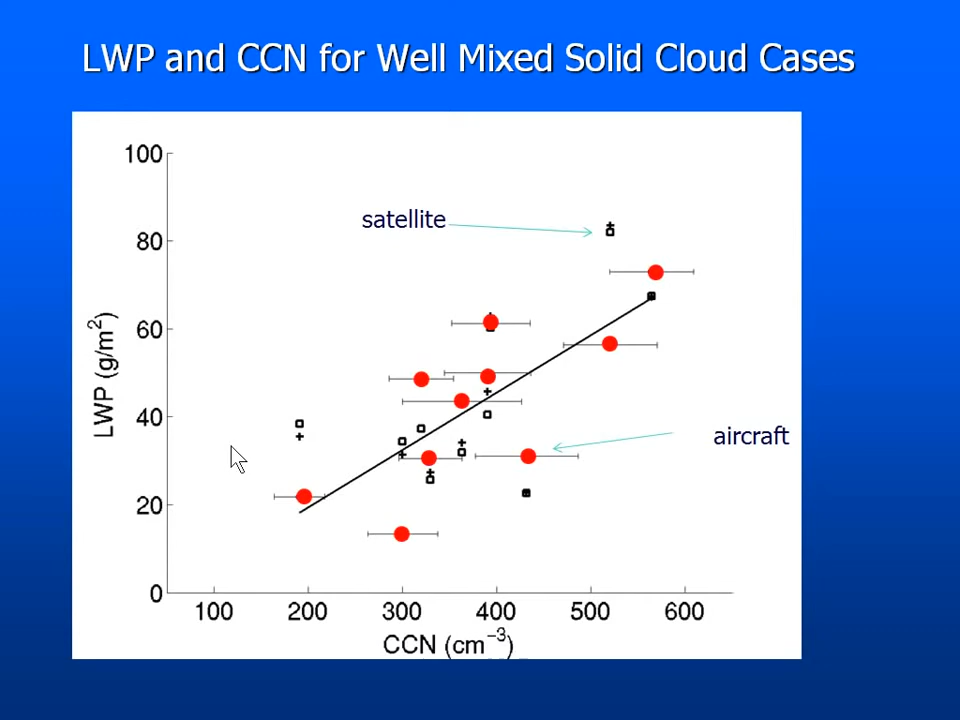 LWP and CCN for Well Mixed Solid Cloud Cases
100
80
60
40
20
0
LWP (g/m²)
satellite
aircraft
100 200 300 400 500 600
CCN (cm⁻³)